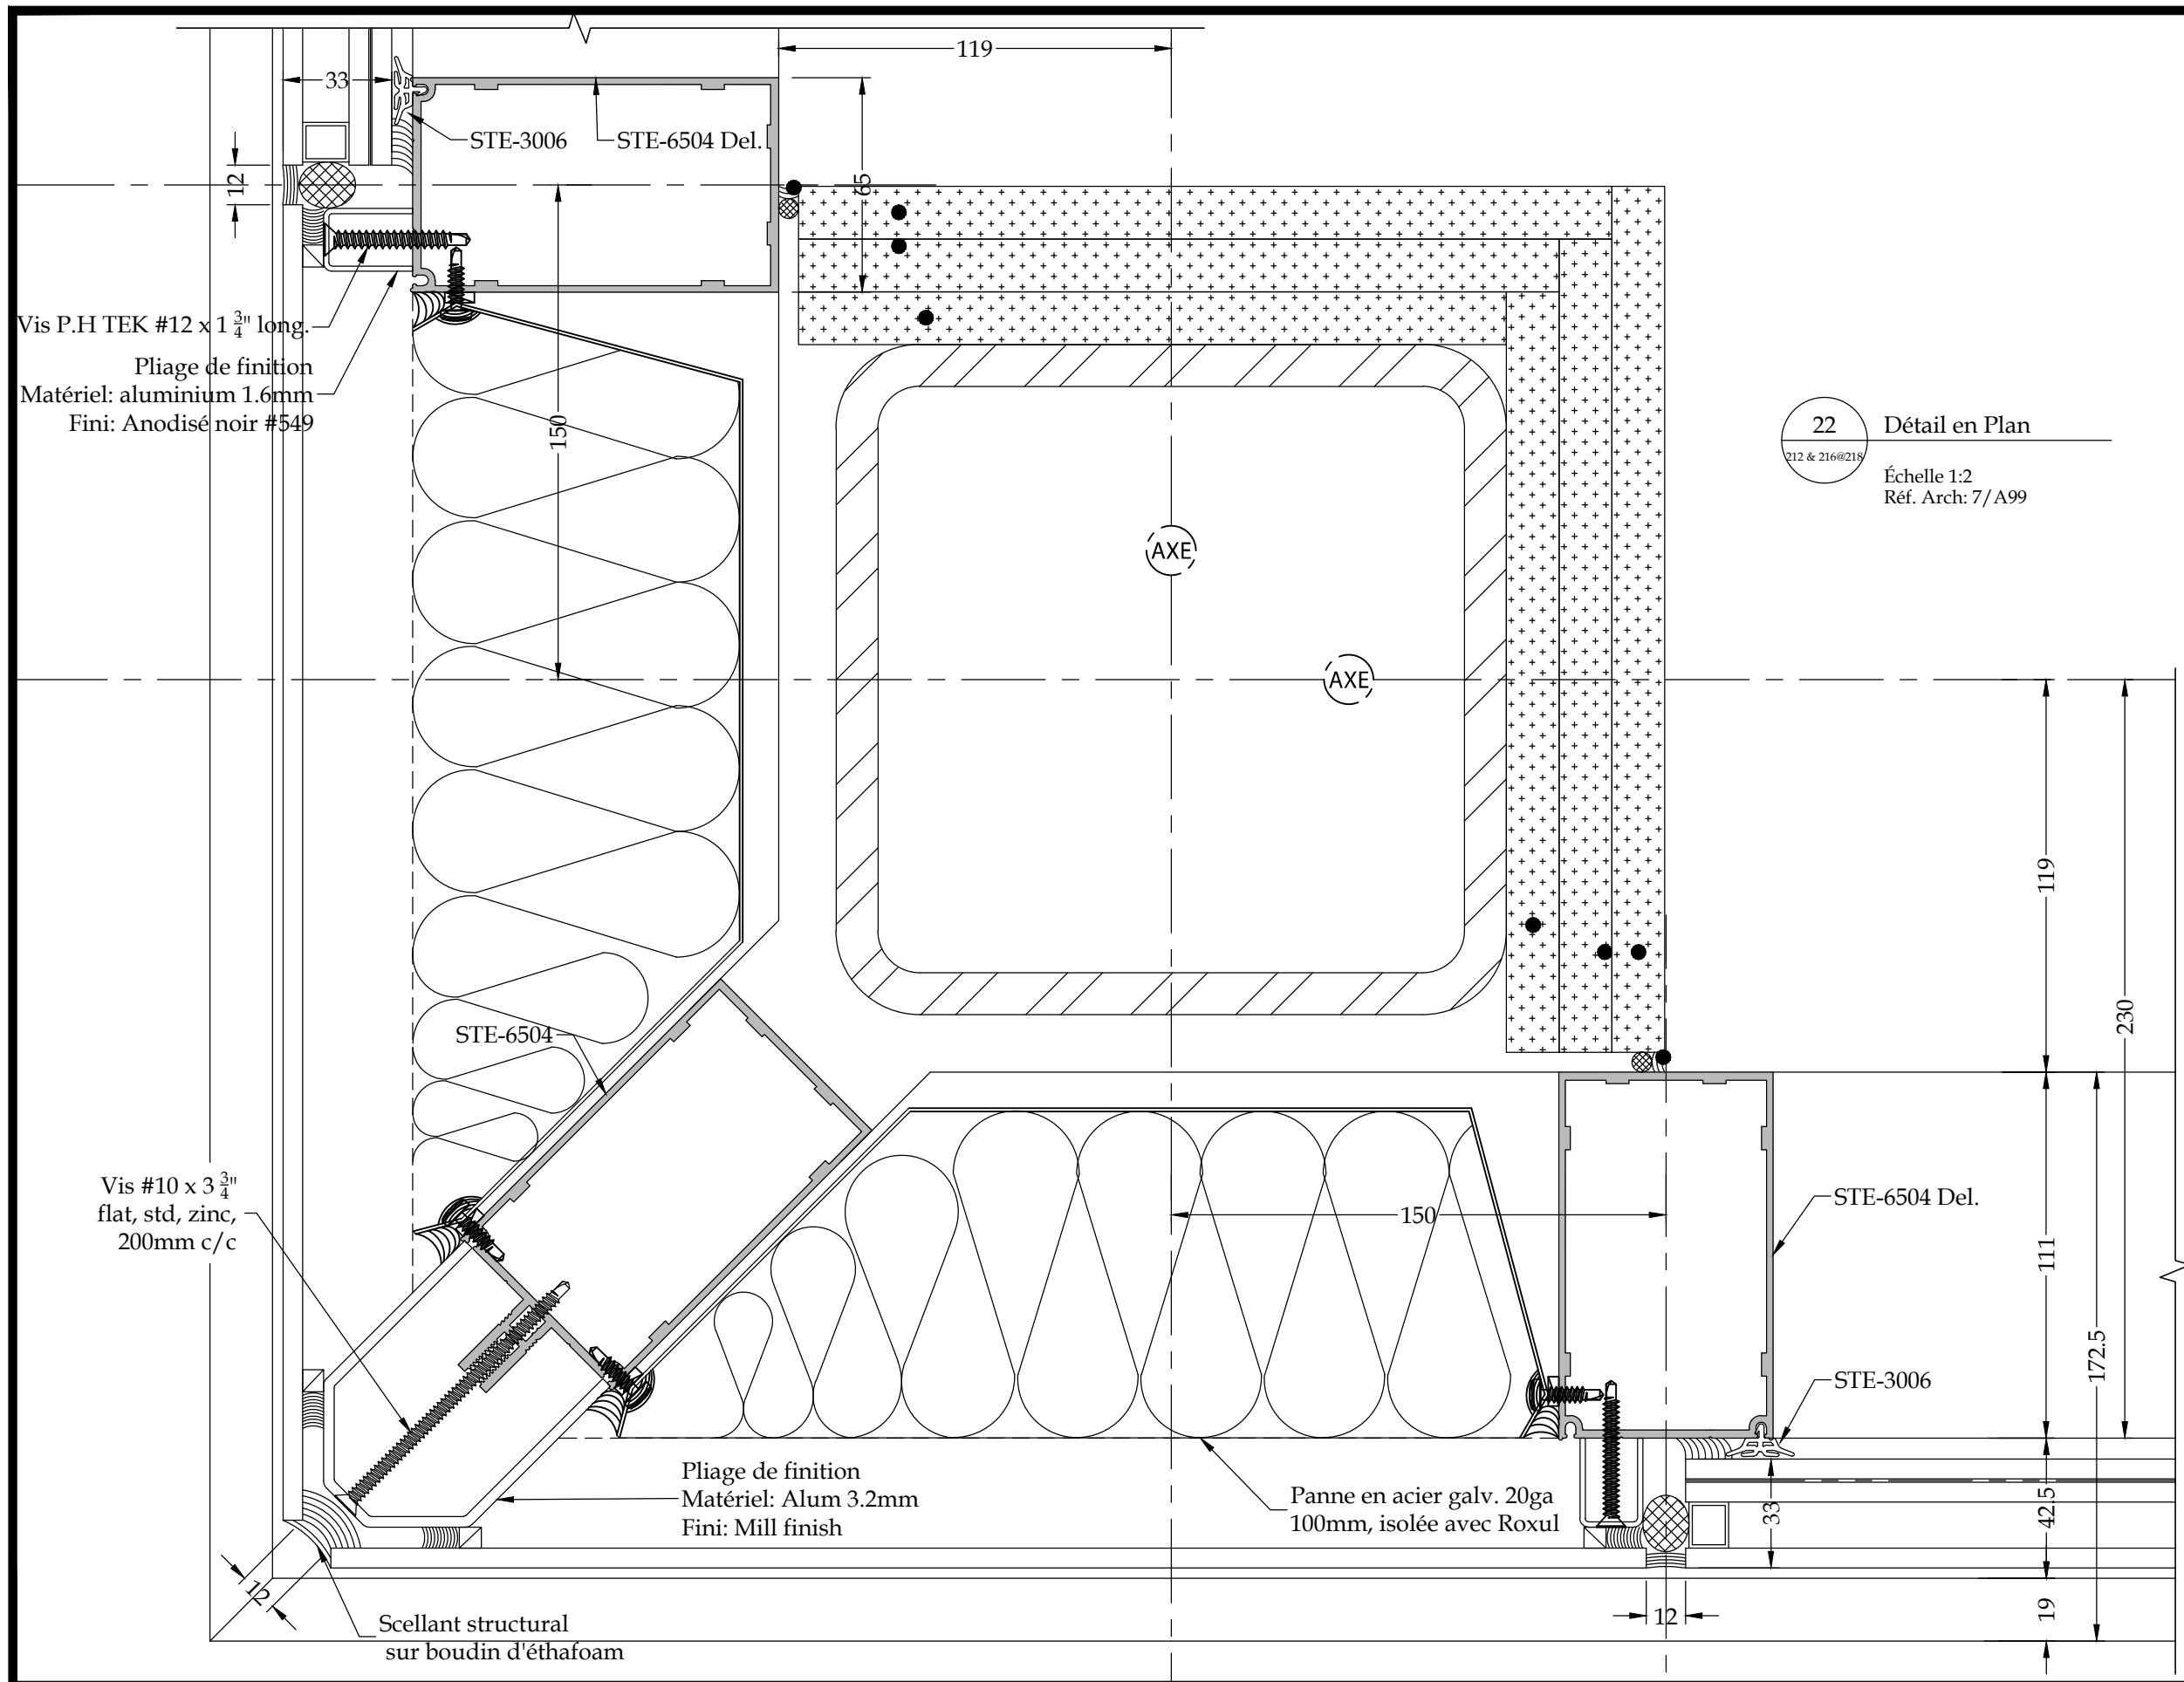 119
33
STE-3006
STE-6504 Del.
12
65
Vis P.H TEK #12 x 1 3/4" long.
Pliage de finition
Matériel: aluminium 1.6mm
Fini: Anodisé noir #549
150
22
212 & 216@218
Détail en Plan
Échelle 1:2
Réf. Arch: 7/A99
AXE
AXE
119
230
STE-6504
Vis #10 x 3 3/4"
flat, std, zinc,
200mm c/c
150
STE-6504 Del.
111
172.5
STE-3006
Pliage de finition
Matériel: Alum 3.2mm
Fini: Mill finish
Panne en acier galv. 20ga
100mm, isolée avec Roxul
33
42.5
12
Scellant structural
sur boudin d'éthafoam
12
19